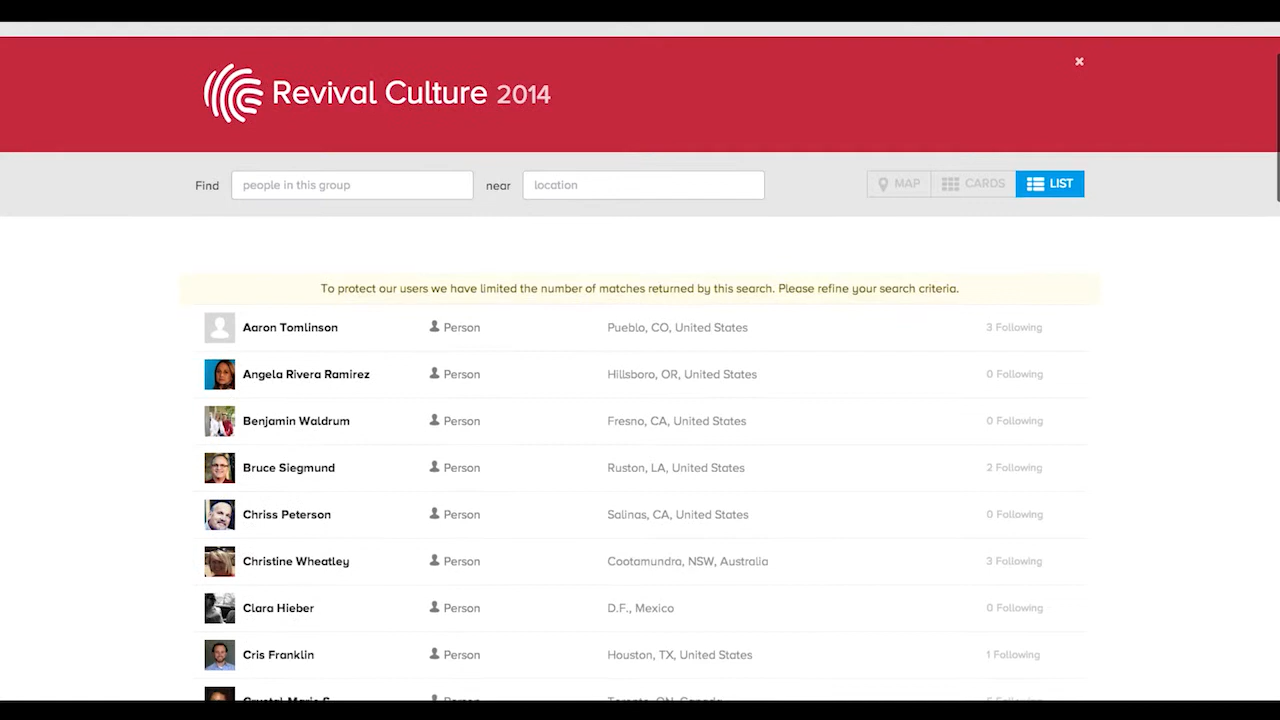 ×
Revival Culture 2014
Find people in this group near location MAP CARDS LIST
To protect our users we have limited the number of matches returned by this search. Please refine your search criteria.
Aaron Tomlinson Person Pueblo, CO, United States 3 Following
Angela Rivera Ramirez Person Hillsboro, OR, United States 0 Following
Benjamin Waldrum Person Fresno, CA, United States 0 Following
Bruce Siegmund Person Ruston, LA, United States 2 Following
Chriss Peterson Person Salinas, CA, United States 0 Following
Christine Wheatley Person Cootamundra, NSW, Australia 3 Following
Clara Hieber Person D.F., Mexico 0 Following
Cris Franklin Person Houston, TX, United States 1 Following